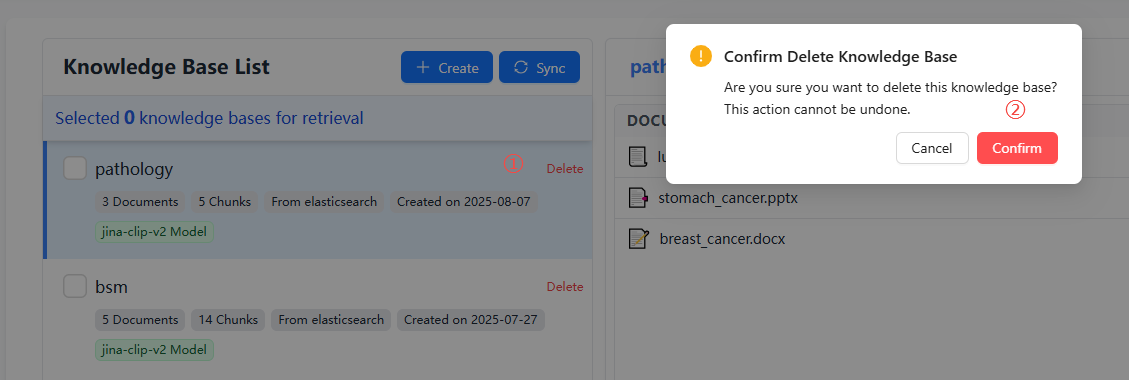 Knowledge Base List
Create
Sync
Selected 0 knowledge bases for retrieval
pathology
①
Delete
3 Documents
5 Chunks
From elasticsearch
Created on 2025-08-07
jina-clip-v2 Model
bsm
Delete
5 Documents
14 Chunks
From elasticsearch
Created on 2025-07-27
jina-clip-v2 Model
path
DOCU
lu
stomach_cancer.pptx
breast_cancer.docx
Confirm Delete Knowledge Base
Are you sure you want to delete this knowledge base?
This action cannot be undone.
②
Cancel
Confirm